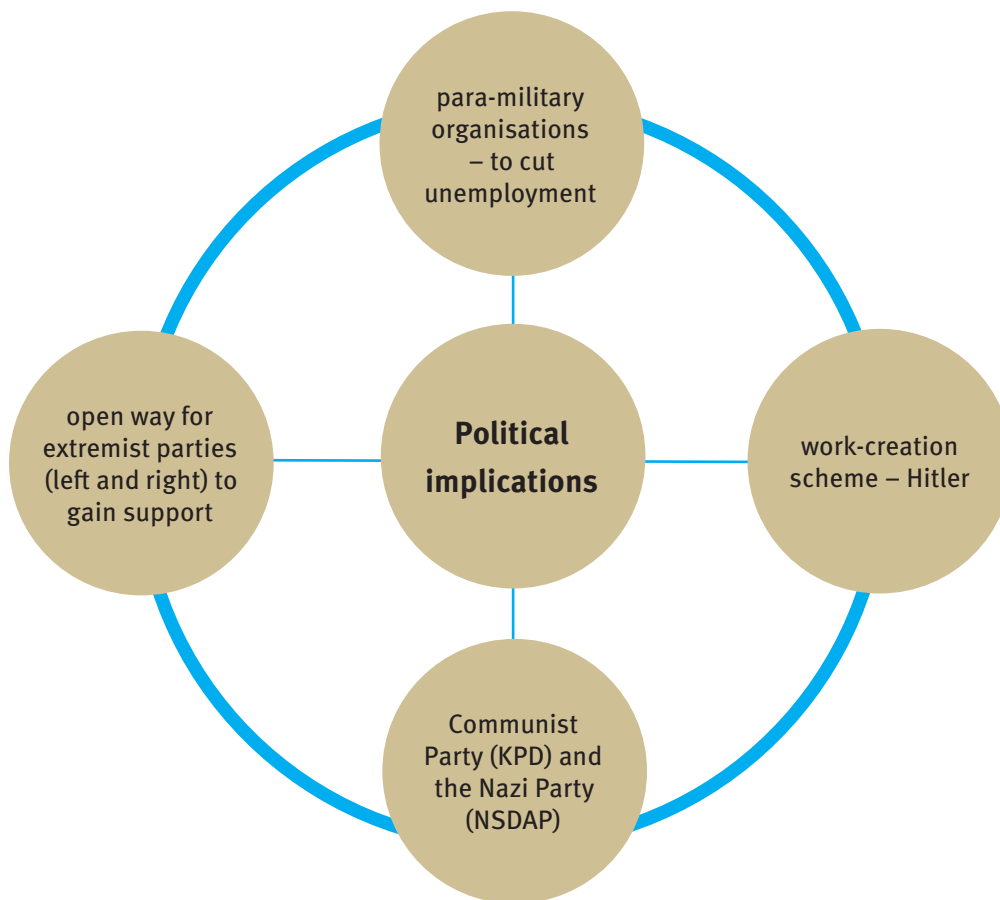 para-military
organisations
– to cut
unemployment
open way for
extremist parties
(left and right) to
gain support
Political
implications
work-creation
scheme – Hitler
Communist
Party (KPD) and
the Nazi Party
(NSDAP)